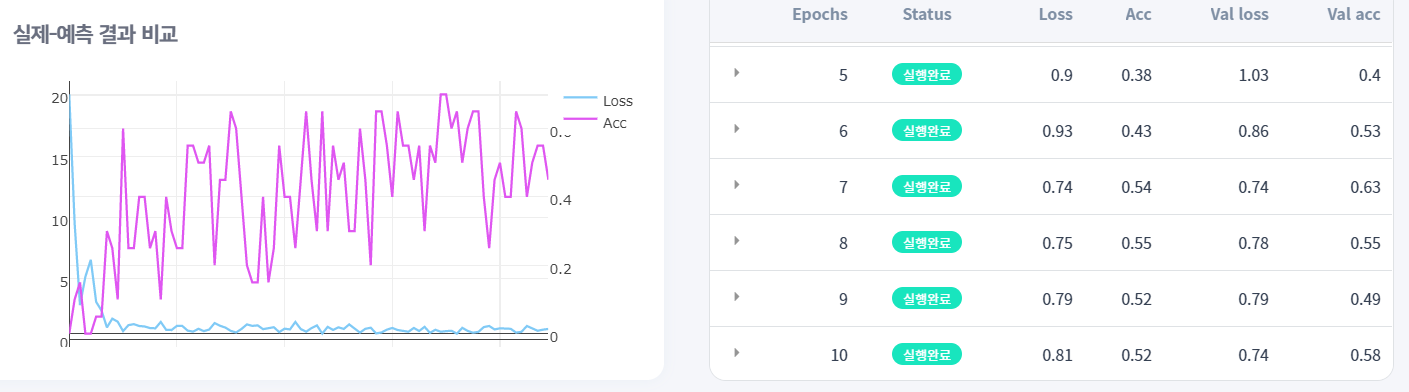 실제-예측 결과 비교
20
15
10
5
0
0.4
0.2
0
Loss
Acc
Epochs Status Loss Acc Val loss Val acc
5 실행완료 0.9 0.38 1.03 0.4
6 실행완료 0.93 0.43 0.86 0.53
7 실행완료 0.74 0.54 0.74 0.63
8 실행완료 0.75 0.55 0.78 0.55
9 실행완료 0.79 0.52 0.79 0.49
10 실행완료 0.81 0.52 0.74 0.58